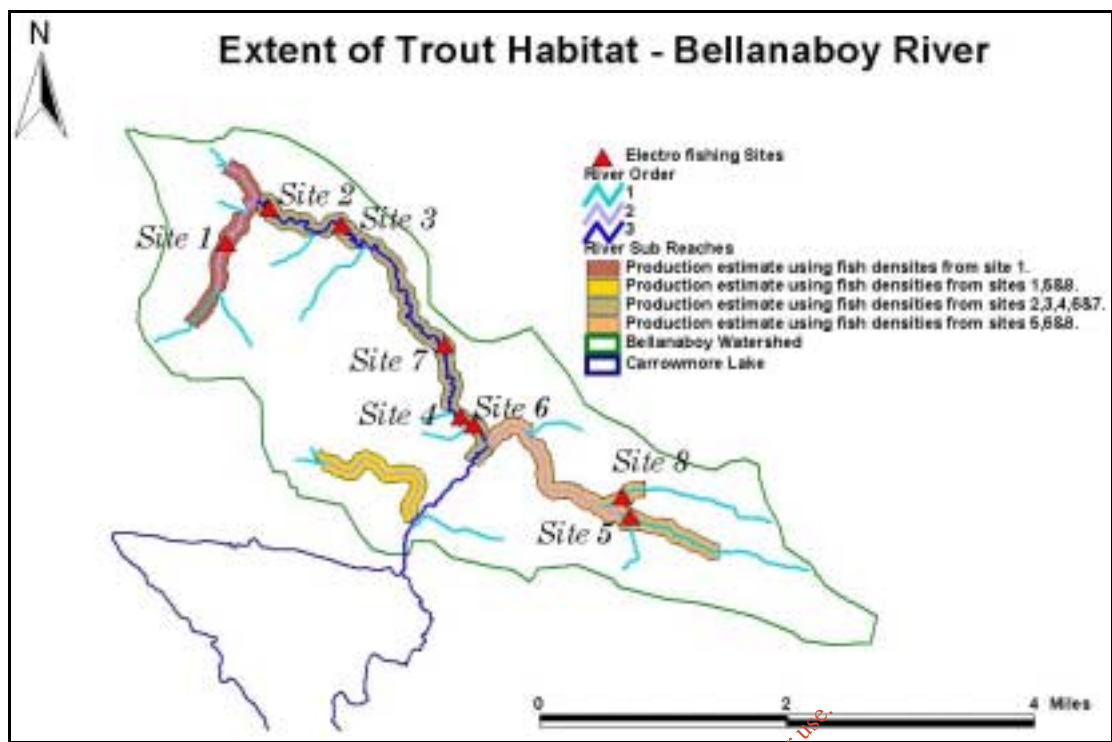 N
Extent of Trout Habitat - Bellanaboy River
Electro fishing Sites
River Order
1
2
3
River Sub Reaches
Production estimate using fish densites from site 1.
Production estimate using fish densities from sites 1,6&8.
Production estimate using fish densities from sites 2,3,4,6&7.
Production estimate using fish densities from sites 5,6&8.
Bellanaboy Watershed
Carrowmore Lake
Site 2
Site 3
Site 1
Site 7
Site 4
Site 6
Site 8
Site 5
0 2 4 Miles
use.